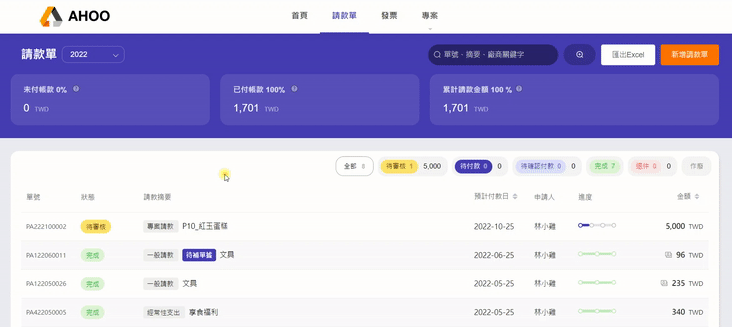 AHOO 首頁 請款單 發票 專案
請款單 2022 單號、摘要、廠商關鍵字 匯出Excel 新增請款單
未付帳款 0% 已付帳款 100% 累計請款金額 100 %
0 TWD 1,701 TWD 1,701 TWD
全部 8 待審核 1 5,000 待付款 0 0 待確認付款 0 0 完成 7 退件 0 0 作廢
單號 狀態 請款摘要 預計付款日 申請人 進度 金額
PA222100002 待審核 專案請款 P10_紅玉蛋糕 2022-10-25 林小雞 5,000 TWD
PA122060011 完成 一般請款 待補單據 文具 2022-06-25 林小雞 96 TWD
PA122050026 完成 一般請款 文具 2022-05-25 林小雞 235 TWD
PA422050005 完成 經常性支出 享食福利 2022-05-25 林小雞 340 TWD